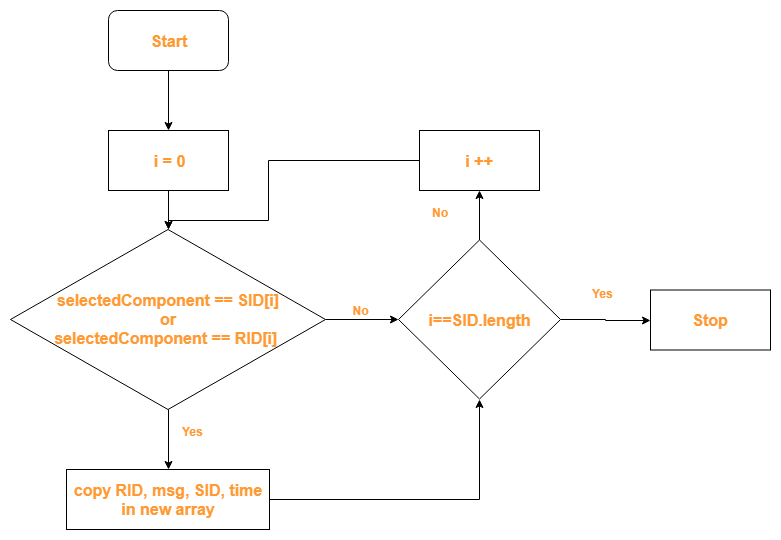 Start
i = 0
i ++
No
selectedComponent == SID[i]
or
selectedComponent == RID[i]
No
i==SID.length
Yes
Stop
Yes
copy RID, msg, SID, time
in new array